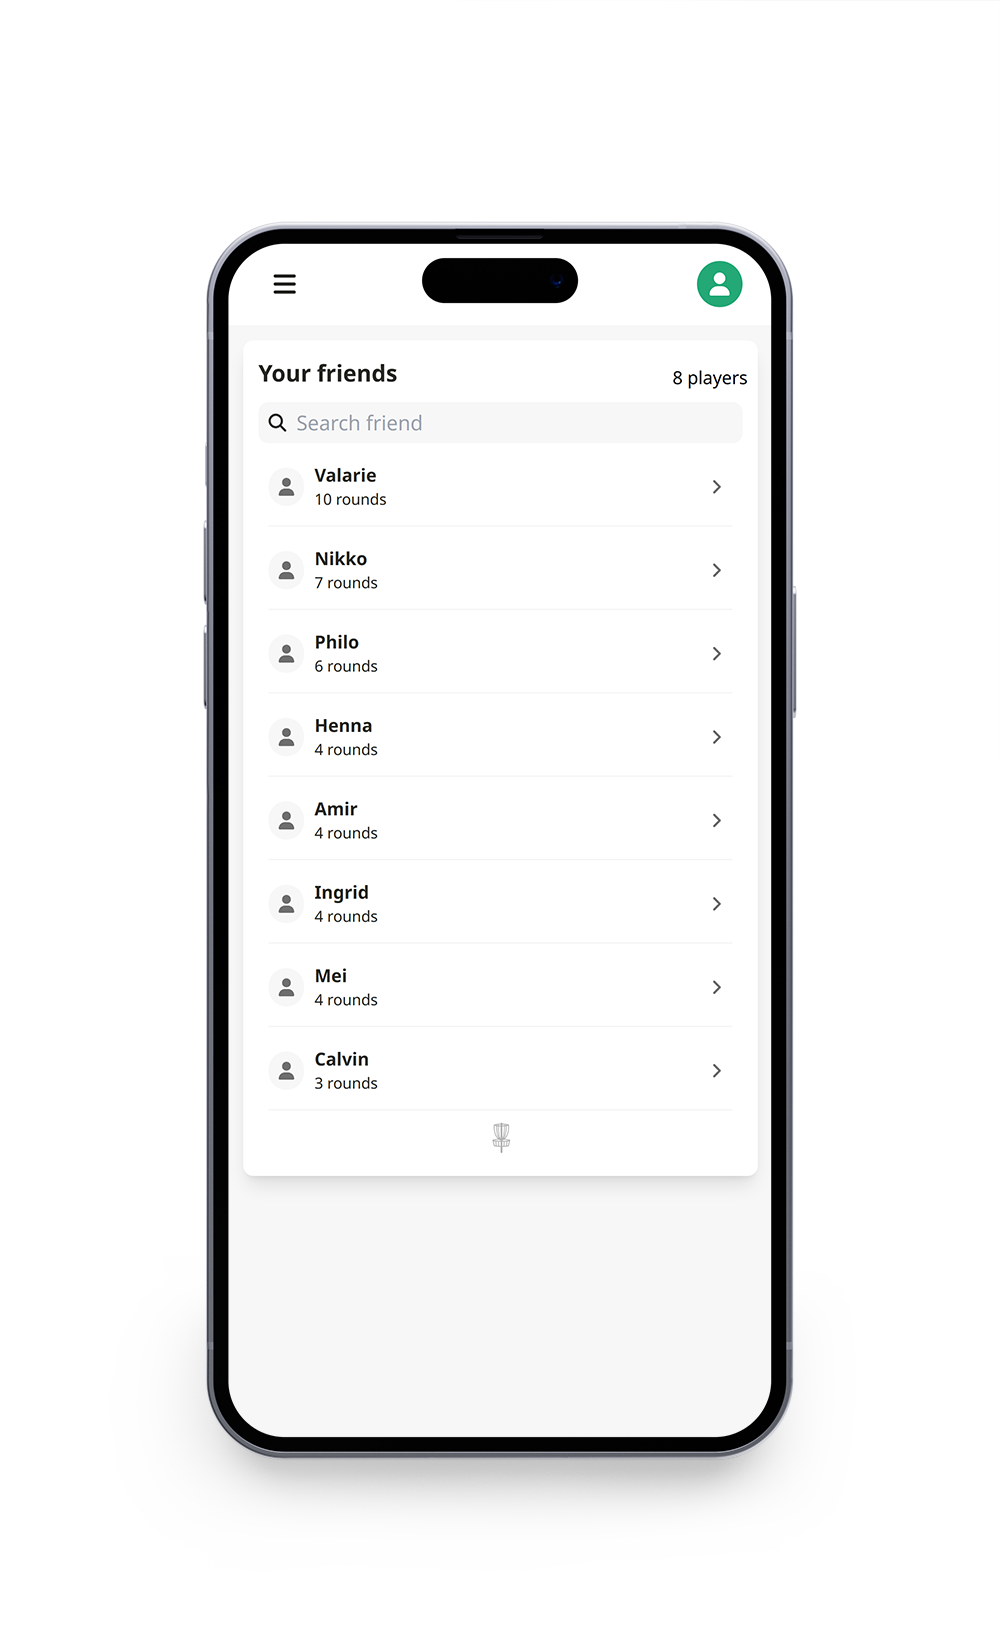 Your friends
8 players
Search friend
Valarie
10 rounds
Nikko
7 rounds
Philo
6 rounds
Henna
4 rounds
Amir
4 rounds
Ingrid
4 rounds
Mei
4 rounds
Calvin
3 rounds